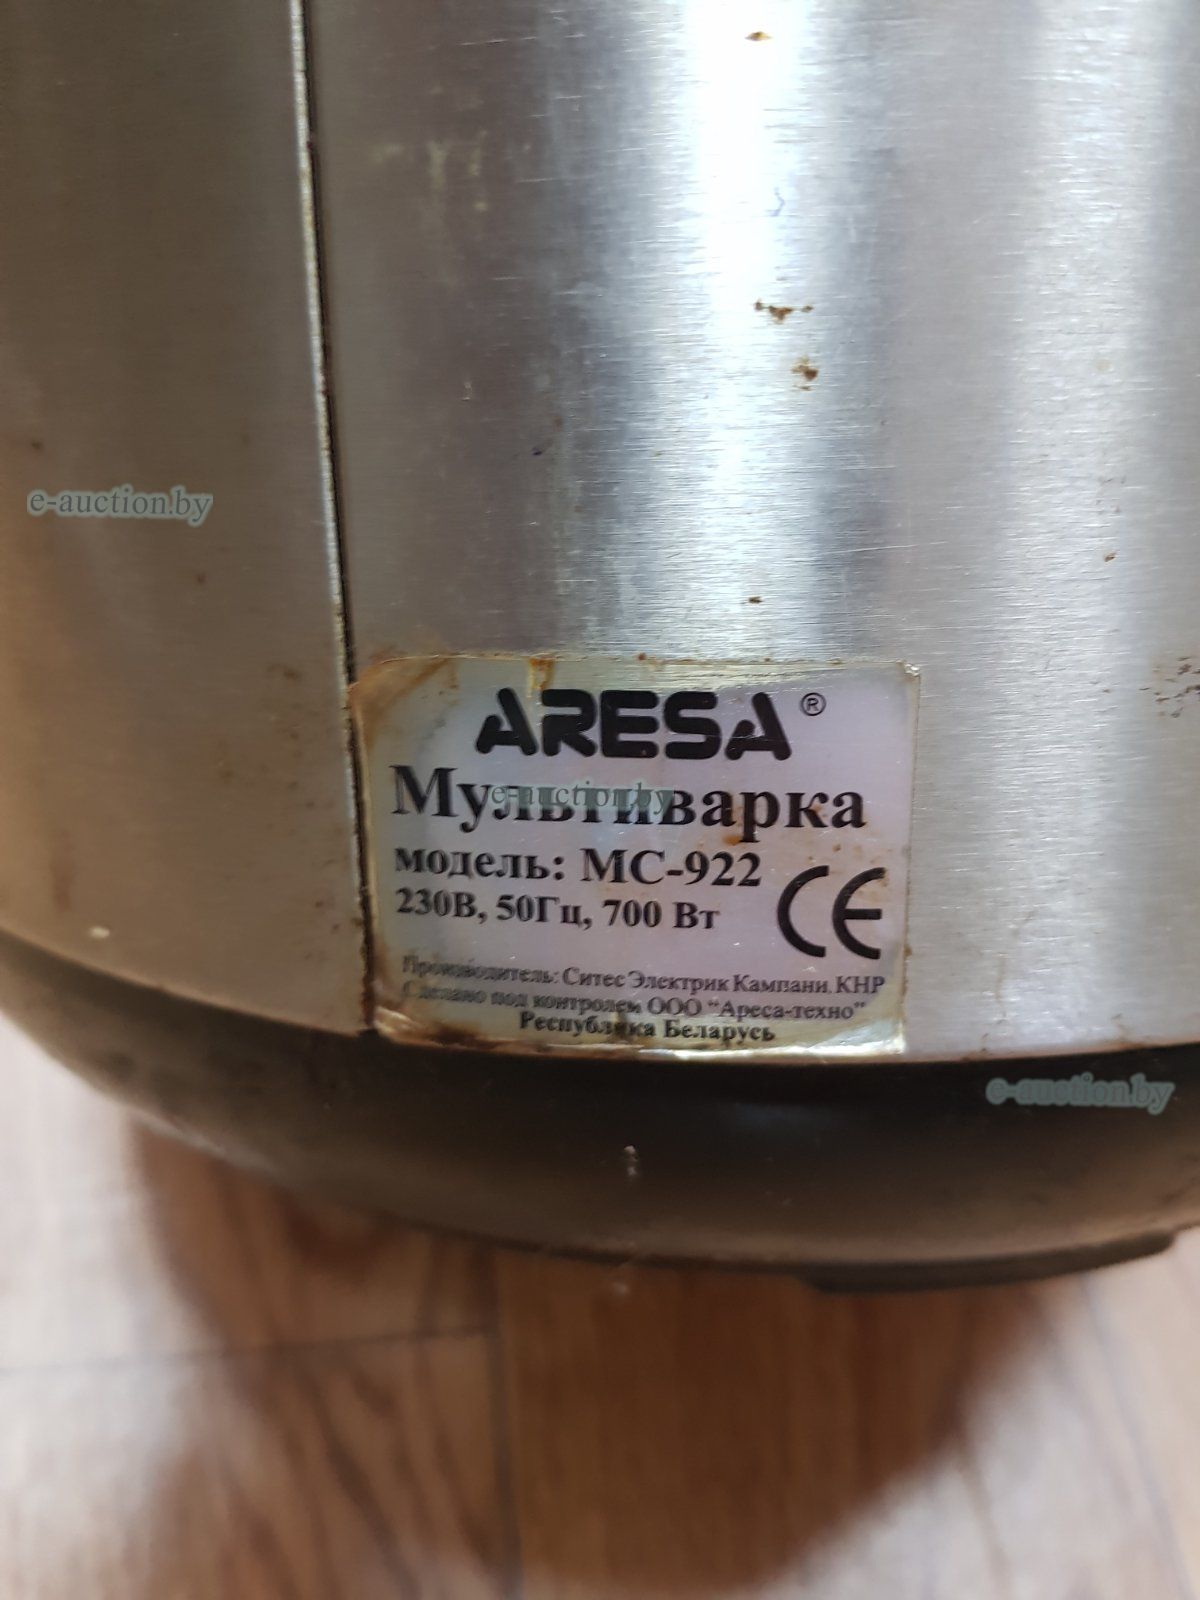 e-auction.by
ARESA®
Мультиварка
e-auction.by
модель: МС-922
230В, 50Гц, 700 Вт
CE
Производитель: Ситес Электрик Кампани, КНР
Сделано под контролем ООО "Ареса-техно"
Республика Беларусь
e-auction.by